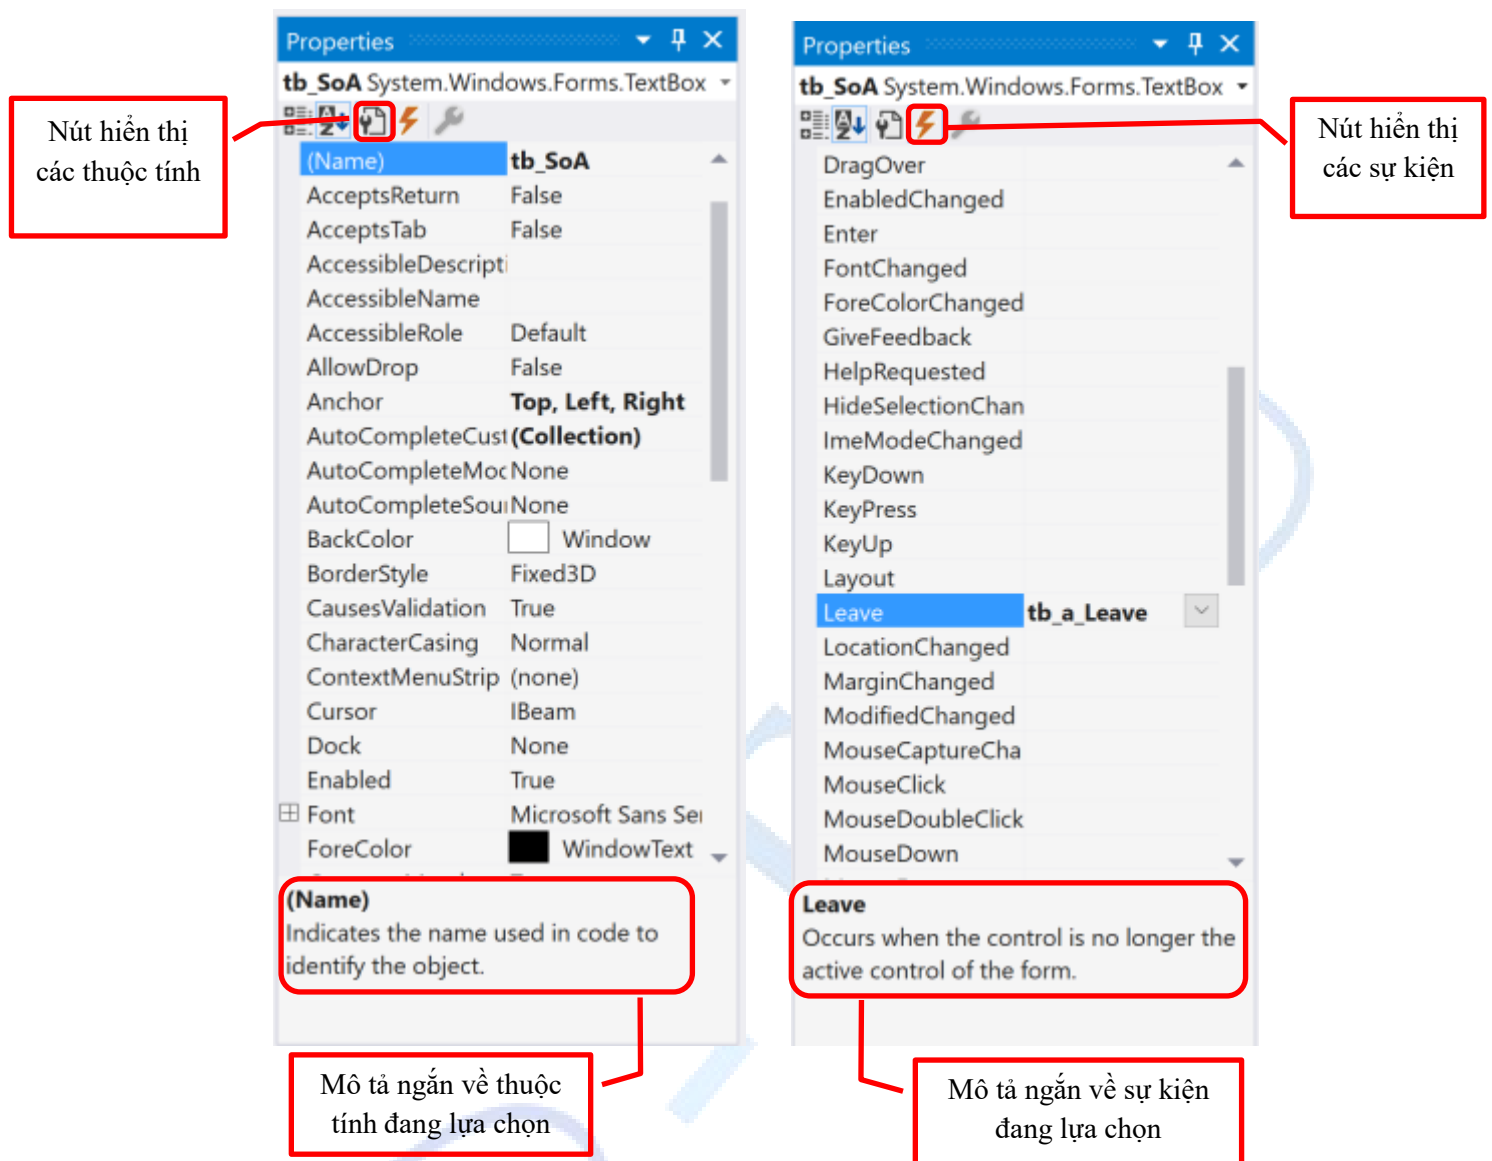 Properties
tb_SoA System.Windows.Forms.TextBox
(Name) tb_SoA
AcceptsReturn False
AcceptsTab False
AccessibleDescripti
AccessibleName
AccessibleRole Default
AllowDrop False
Anchor Top, Left, Right
AutoCompleteCust (Collection)
AutoCompleteMoc None
AutoCompleteSoui None
BackColor Window
BorderStyle Fixed3D
CausesValidation True
CharacterCasing Normal
ContextMenuStrip (none)
Cursor IBeam
Dock None
Enabled True
Font Microsoft Sans Ser
ForeColor WindowText
(Name)
Indicates the name used in code to
identify the object.
Nút hiển thị
các thuộc tính
Mô tả ngắn về thuộc
tính đang lựa chọn
Properties
tb_SoA System.Windows.Forms.TextBox
DragOver
EnabledChanged
Enter
FontChanged
ForeColorChanged
GiveFeedback
HelpRequested
HideSelectionChan
ImeModeChanged
KeyDown
KeyPress
KeyUp
Layout
Leave tb_a_Leave
LocationChanged
MarginChanged
ModifiedChanged
MouseCaptureCha
MouseClick
MouseDoubleClick
MouseDown
Leave
Occurs when the control is no longer the
active control of the form.
Nút hiển thị
các sự kiện
Mô tả ngắn về sự kiện
đang lựa chọn